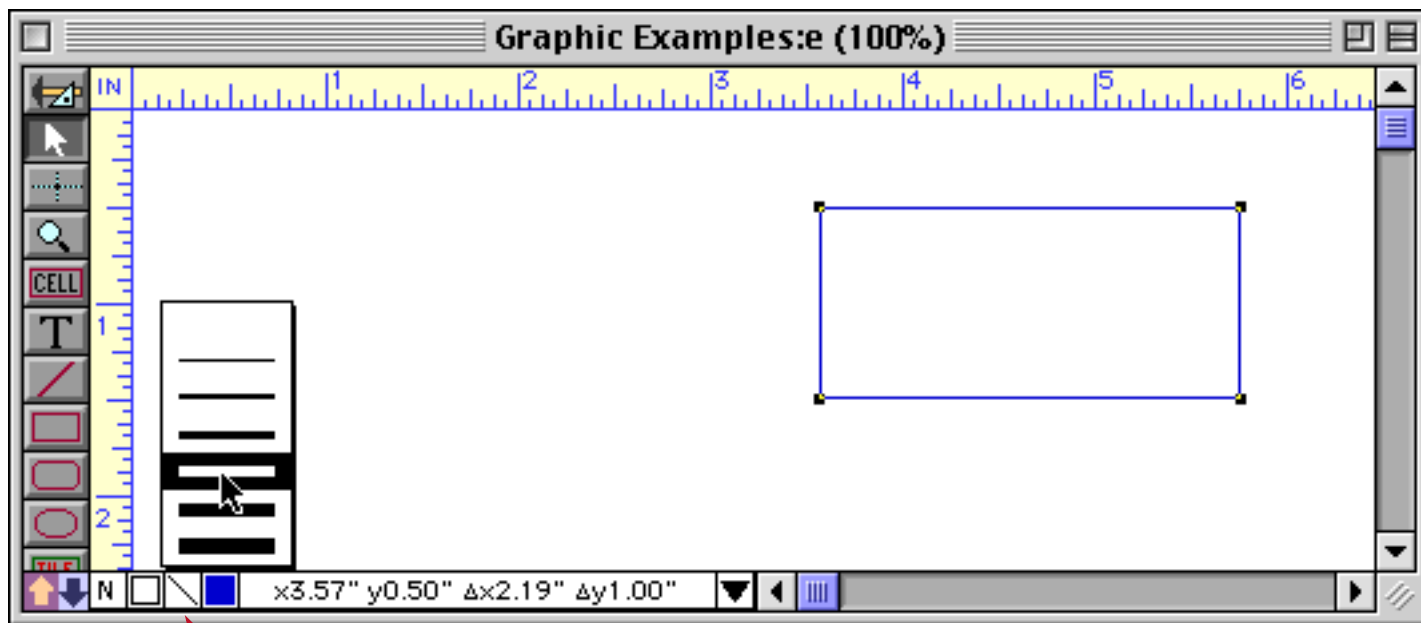 Graphic Examples:e (100%)
IN 1 2 3 4 5 6
CELL
T
1
2
N x3.57" y0.50" Δx2.19" Δy1.00"